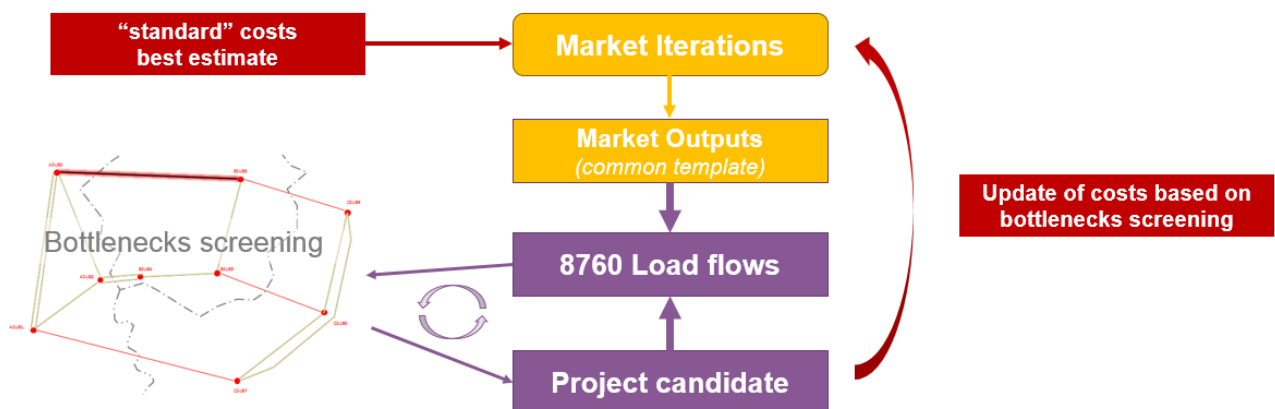 “standard” costs
best estimate
Market Iterations
Market Outputs
(common template)
Update of costs based on
bottlenecks screening
Bottlenecks screening
8760 Load flows
Project candidate